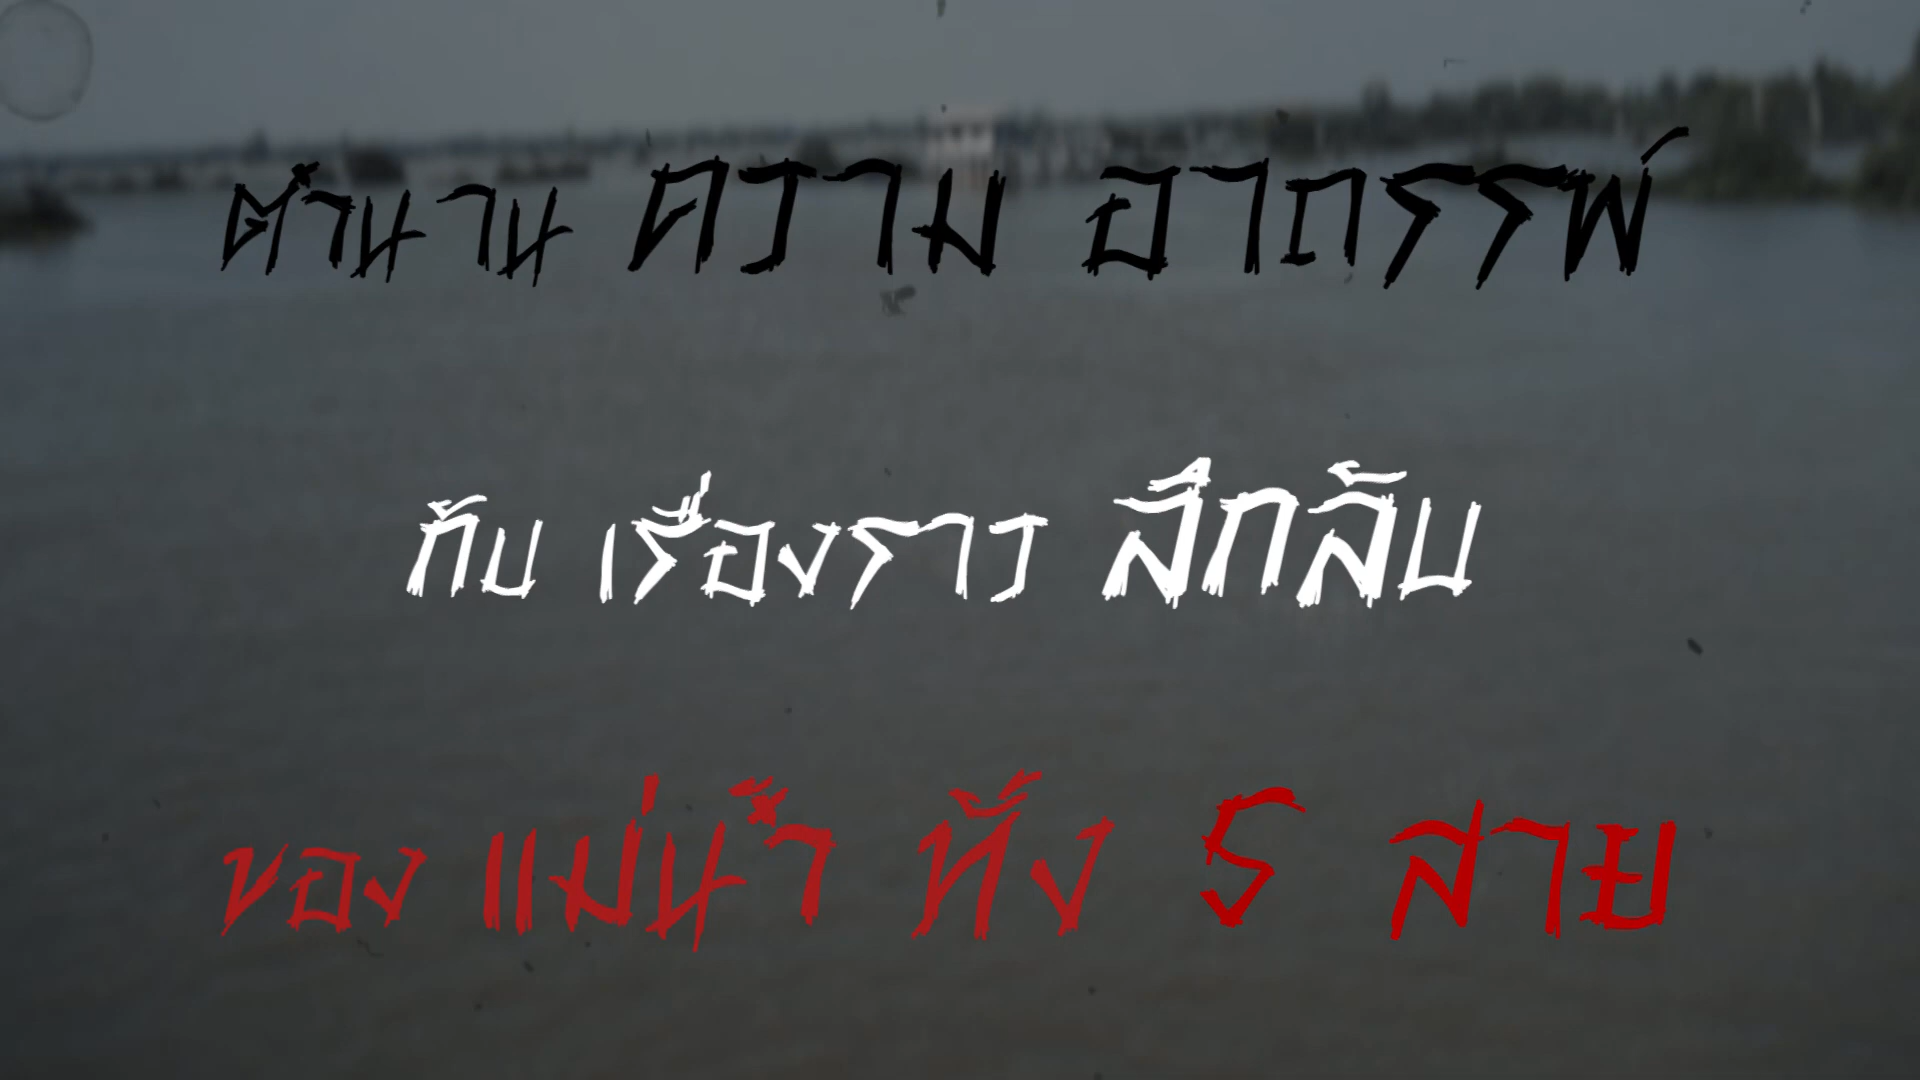 ตำนาน ความ อาถรรพ์
กับ เรื่องราว ลึกลับ
ของ แม่น้ำ ทั้ง 5 สาย